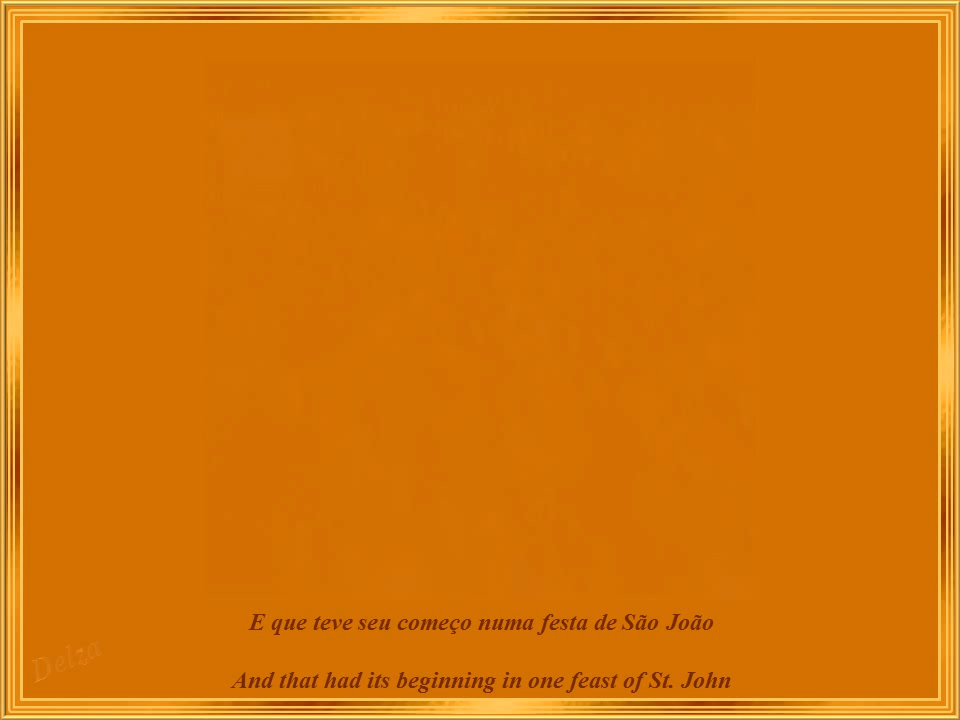 E que teve seu começo numa festa de São João
And that had its beginning in one feast of St. John
Delza